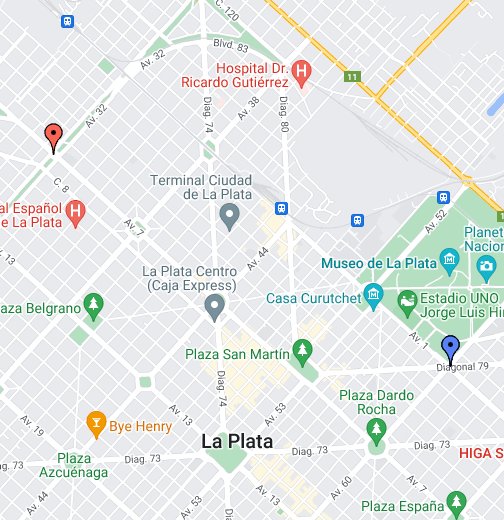 C. 120
Blvd. 83
Av. 32
Hospital Dr.
Ricardo Gutiérrez
11
Diag. 74
Av. 38
Diag. 80
Av. 32
C. 8
al Español
e La Plata
Terminal Ciudad
de La Plata
Av. 52
Av. 7
Av. 44
Planet
Nacion
Museo de La Plata
Av. 13
La Plata Centro
(Caja Express)
Casa Curutchet
Estadio UNO
Jorge Luis Hir
aza Belgrano
Av. 1
Plaza San Martín
Diagonal 79
Diag. 74
Plaza Dardo
Rocha
Av. 13
Av. 53
Av. 19
Bye Henry
La Plata
Diag. 73
Diag. 73
Diag. 73
Plaza
Azcuénaga
HIGA S
Av. 44
Av. 60
Av. 53
Av. 13
Plaza España
Av. 7